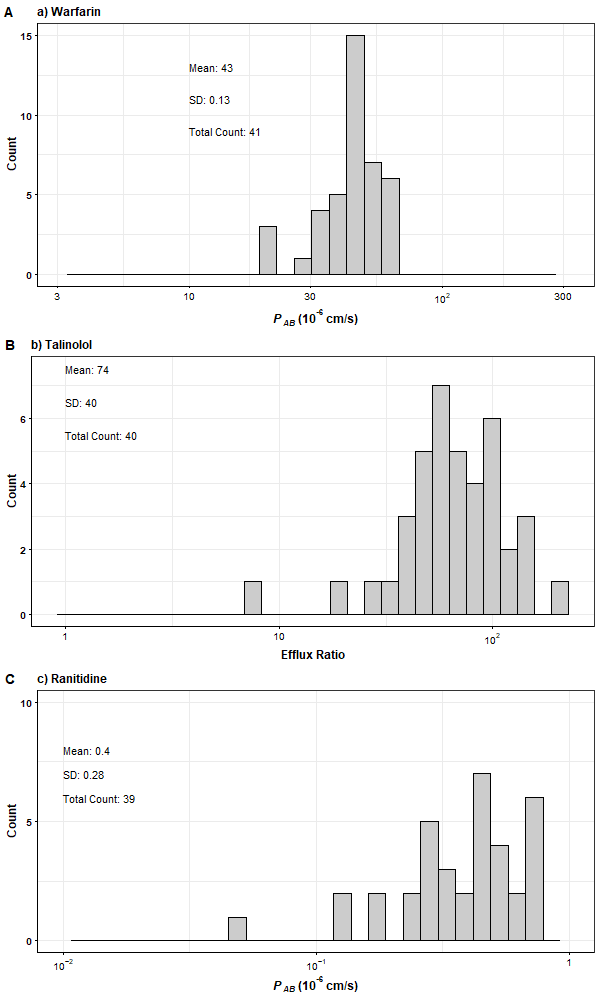 A a) Warfarin
15
10
5
0
Count
Mean: 43
SD: 0.13
Total Count: 41
3 10 30 10² 300
P AB (10⁻⁶ cm/s)
B b) Talinolol
6
4
2
0
Count
Mean: 74
SD: 40
Total Count: 40
1 10 10²
Efflux Ratio
C c) Ranitidine
10
5
0
Count
Mean: 0.4
SD: 0.28
Total Count: 39
10⁻² 10⁻¹ 1
P AB (10⁻⁶ cm/s)